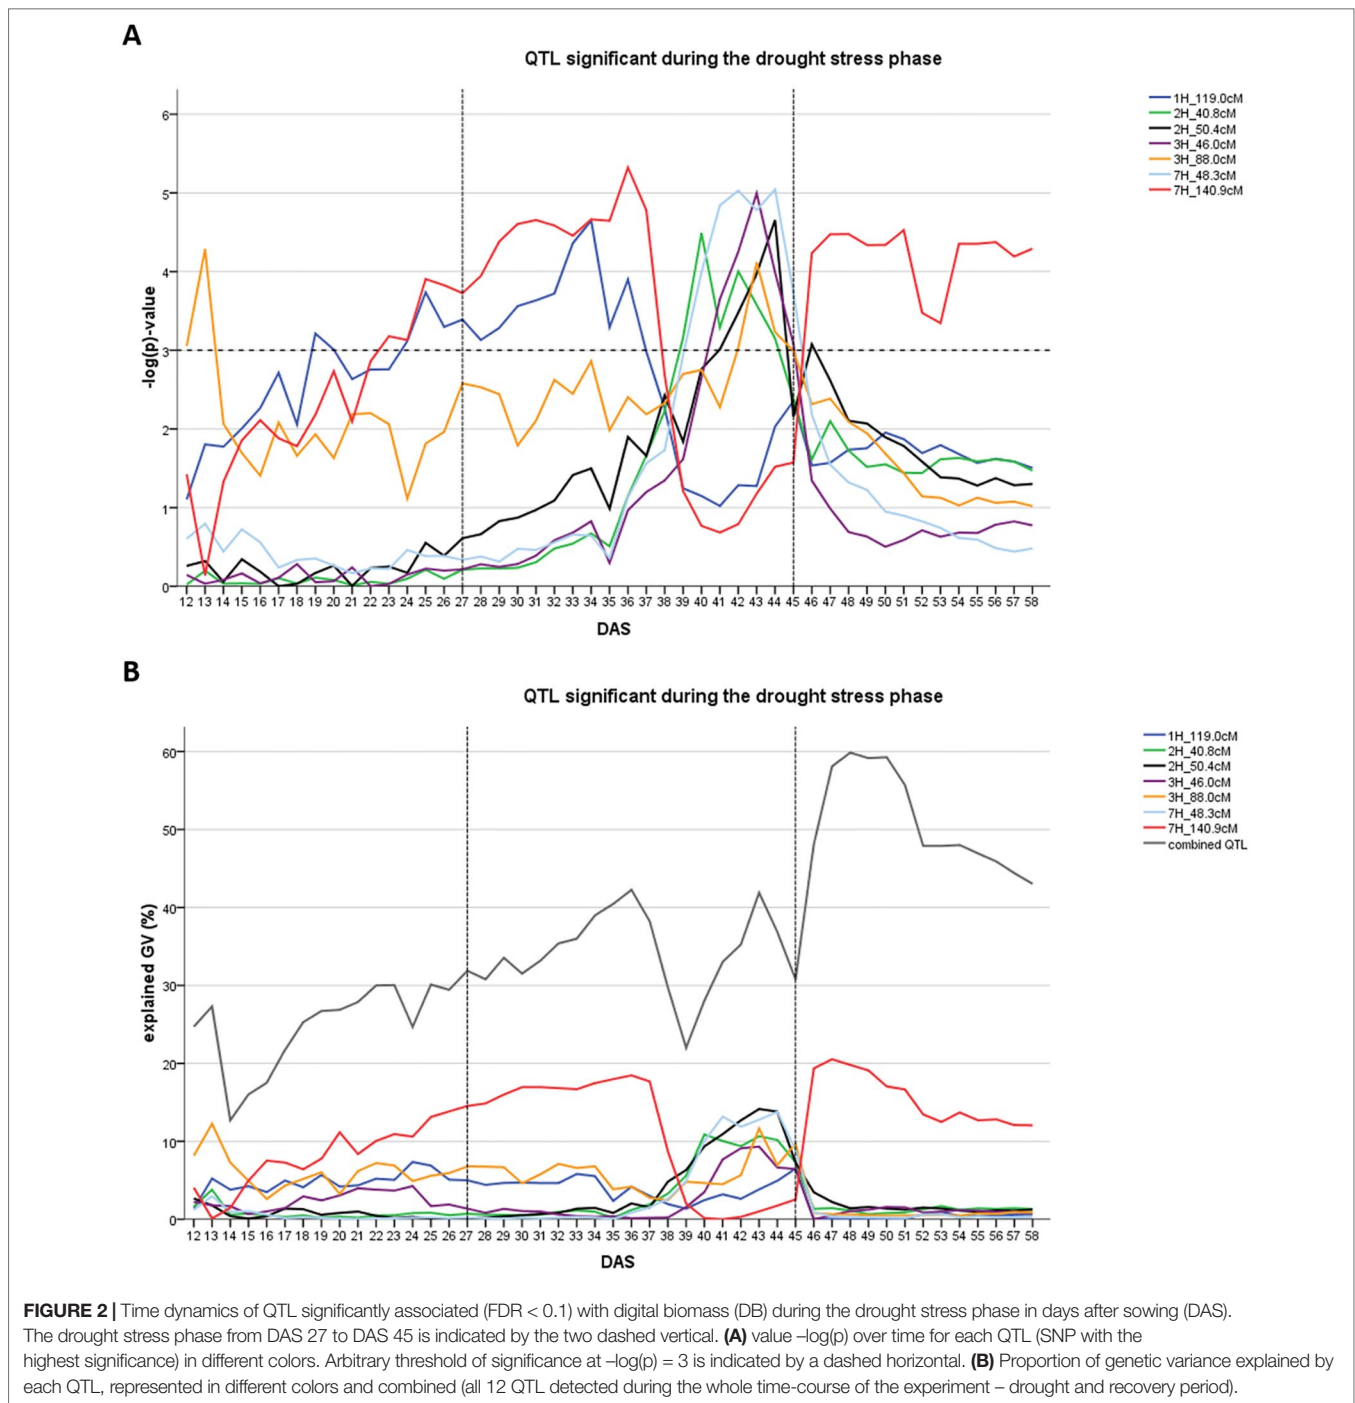 A
QTL significant during the drought stress phase
1H_119.0cM
2H_40.8cM
2H_50.4cM
3H_46.0cM
3H_88.0cM
7H_48.3cM
7H_140.9cM
6
5
4
3
2
1
0
-log(p)-value
12 13 14 15 16 17 18 19 20 21 22 23 24 25 26 27 28 29 30 31 32 33 34 35 36 37 38 39 40 41 42 43 44 45 46 47 48 49 50 51 52 53 54 55 56 57 58
DAS
B
QTL significant during the drought stress phase
1H_119.0cM
2H_40.8cM
2H_50.4cM
3H_46.0cM
3H_88.0cM
7H_48.3cM
7H_140.9cM
combined QTL
60
50
40
30
20
10
0
explained GV (%)
12 13 14 15 16 17 18 19 20 21 22 23 24 25 26 27 28 29 30 31 32 33 34 35 36 37 38 39 40 41 42 43 44 45 46 47 48 49 50 51 52 53 54 55 56 57 58
DAS
FIGURE 2 | Time dynamics of QTL significantly associated (FDR < 0.1) with digital biomass (DB) during the drought stress phase in days after sowing (DAS).
The drought stress phase from DAS 27 to DAS 45 is indicated by the two dashed vertical. (A) value –log(p) over time for each QTL (SNP with the
highest significance) in different colors. Arbitrary threshold of significance at –log(p) = 3 is indicated by a dashed horizontal. (B) Proportion of genetic variance explained by
each QTL, represented in different colors and combined (all 12 QTL detected during the whole time-course of the experiment – drought and recovery period).